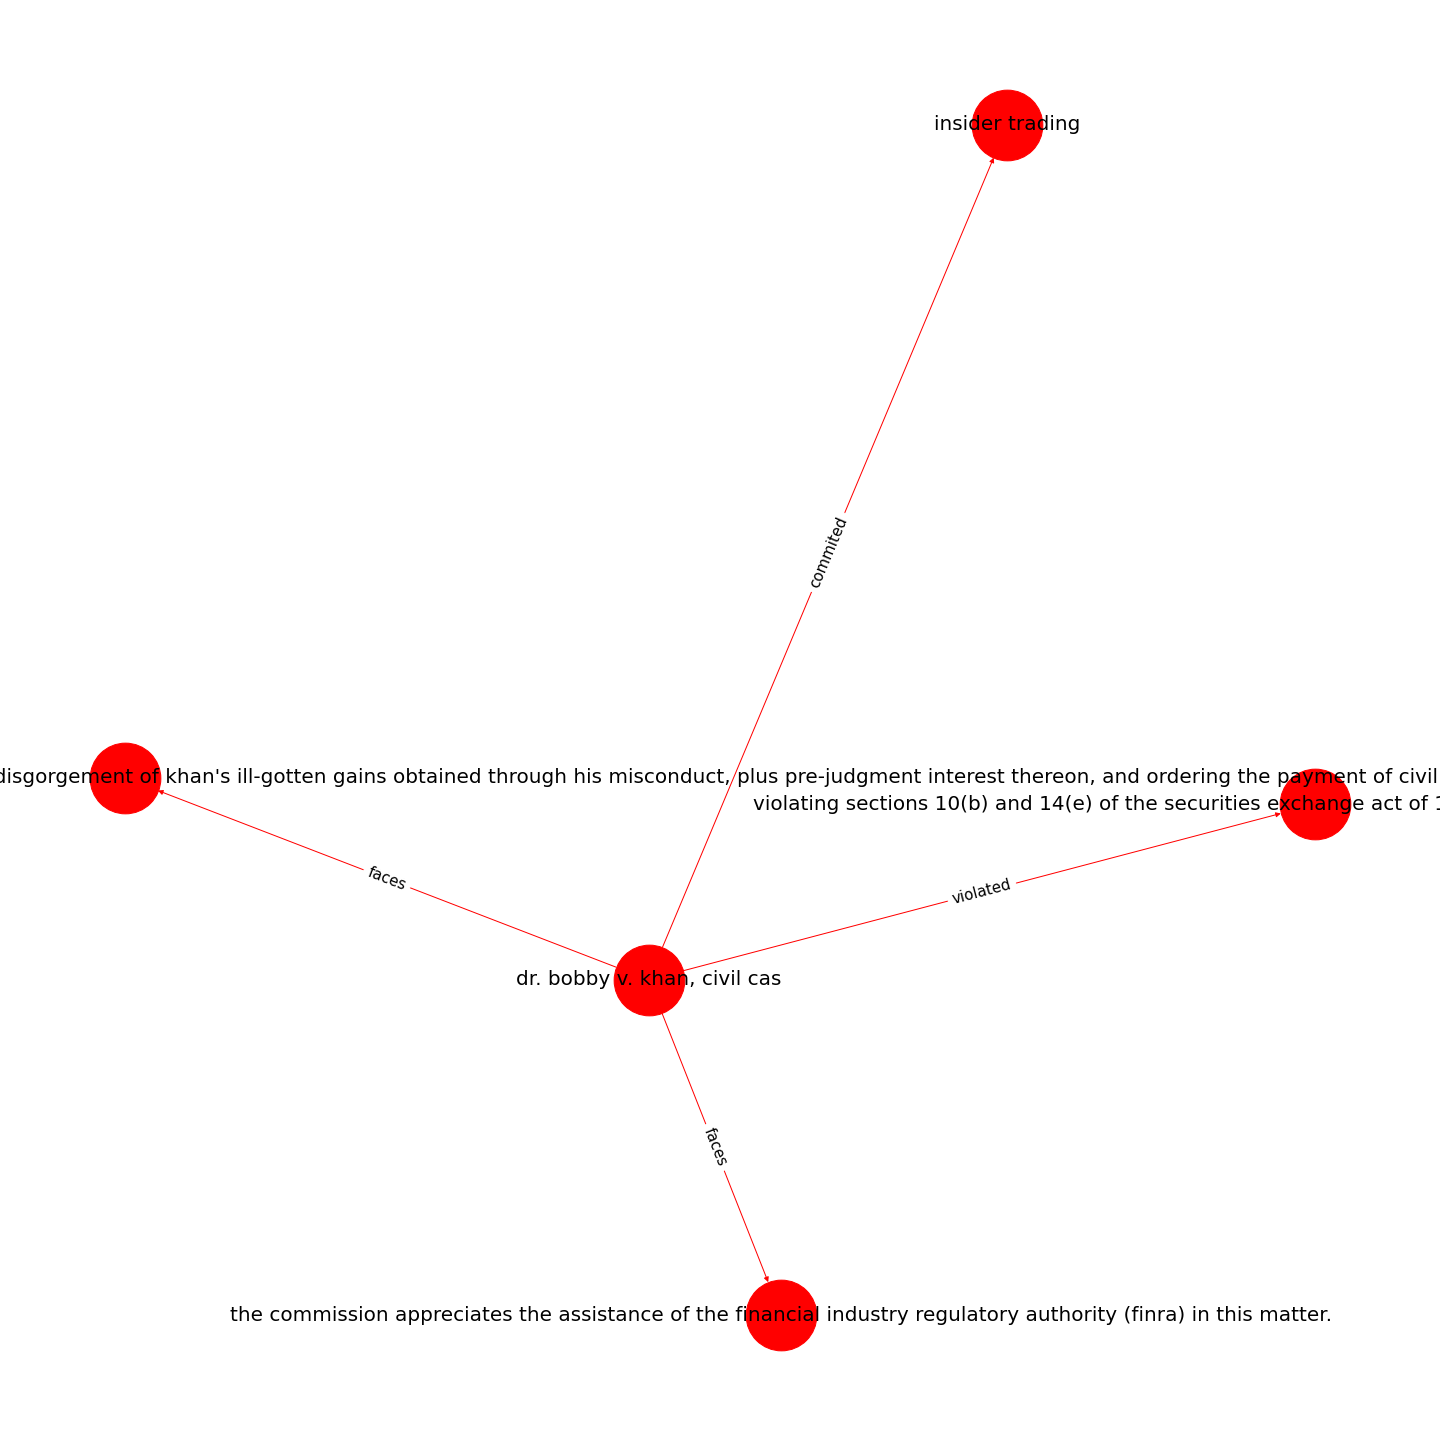 insider trading
commited
disgorgement of khan's ill-gotten gains obtained through his misconduct, plus pre-judgment interest thereon, and ordering the payment of civil
violating sections 10(b) and 14(e) of the securities exchange act of
faces
violated
dr. bobby v. khan, civil cas
faces
the commission appreciates the assistance of the financial industry regulatory authority (finra) in this matter.